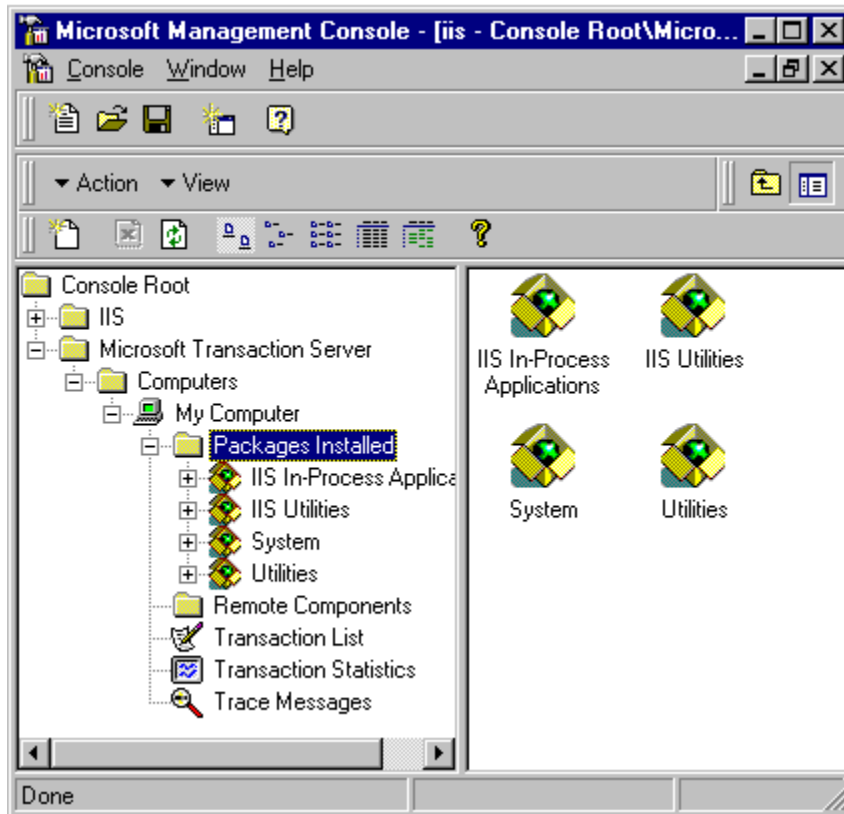 Microsoft Management Console - [iis - Console Root\Micro...
Console Window Help
Action View
Console Root
IIS
Microsoft Transaction Server
Computers
My Computer
Packages Installed
IIS In-Process Applica
IIS Utilities
System
Utilities
Remote Components
Transaction List
Transaction Statistics
Trace Messages
IIS In-Process
Applications
IIS Utilities
System
Utilities
Done